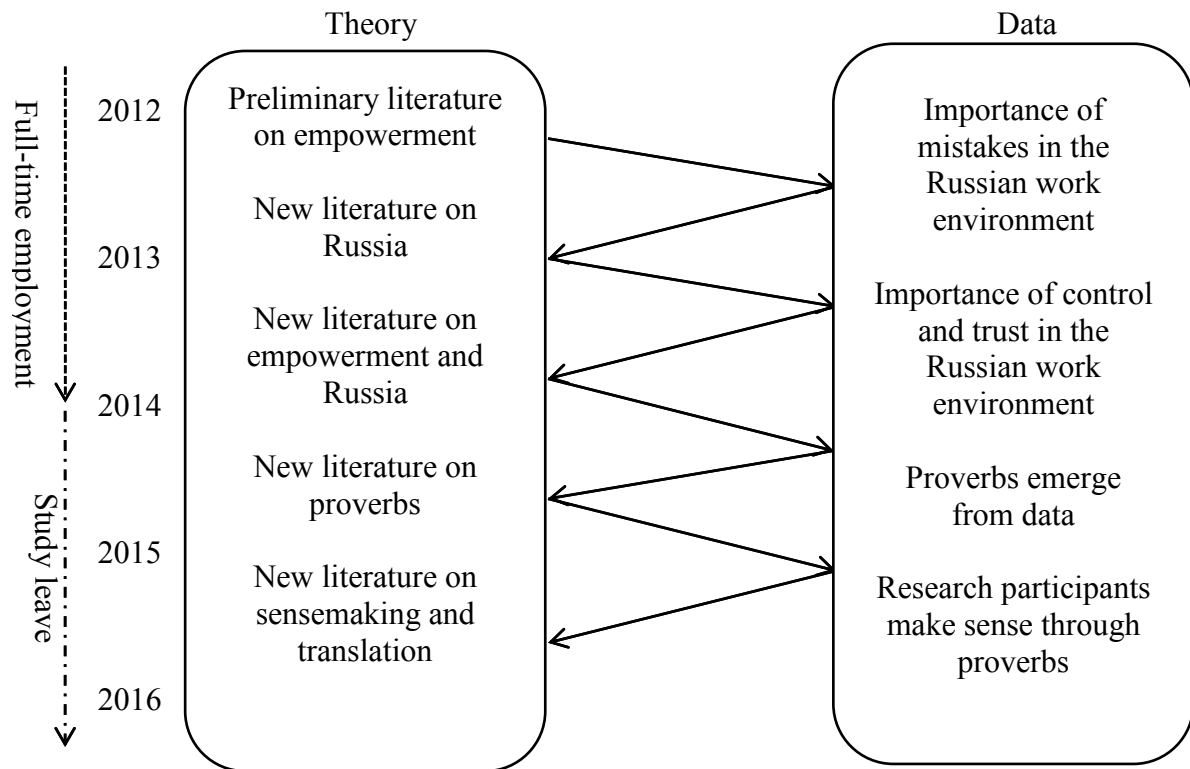 Theory
Data
Full-time employment
Study leave
2012
2013
2014
2015
2016
Preliminary literature
on empowerment
New literature on
Russia
New literature on
empowerment and
Russia
New literature on
proverbs
New literature on
sensemaking and
translation
Importance of
mistakes in the
Russian work
environment
Importance of control
and trust in the
Russian work
environment
Proverbs emerge
from data
Research participants
make sense through
proverbs